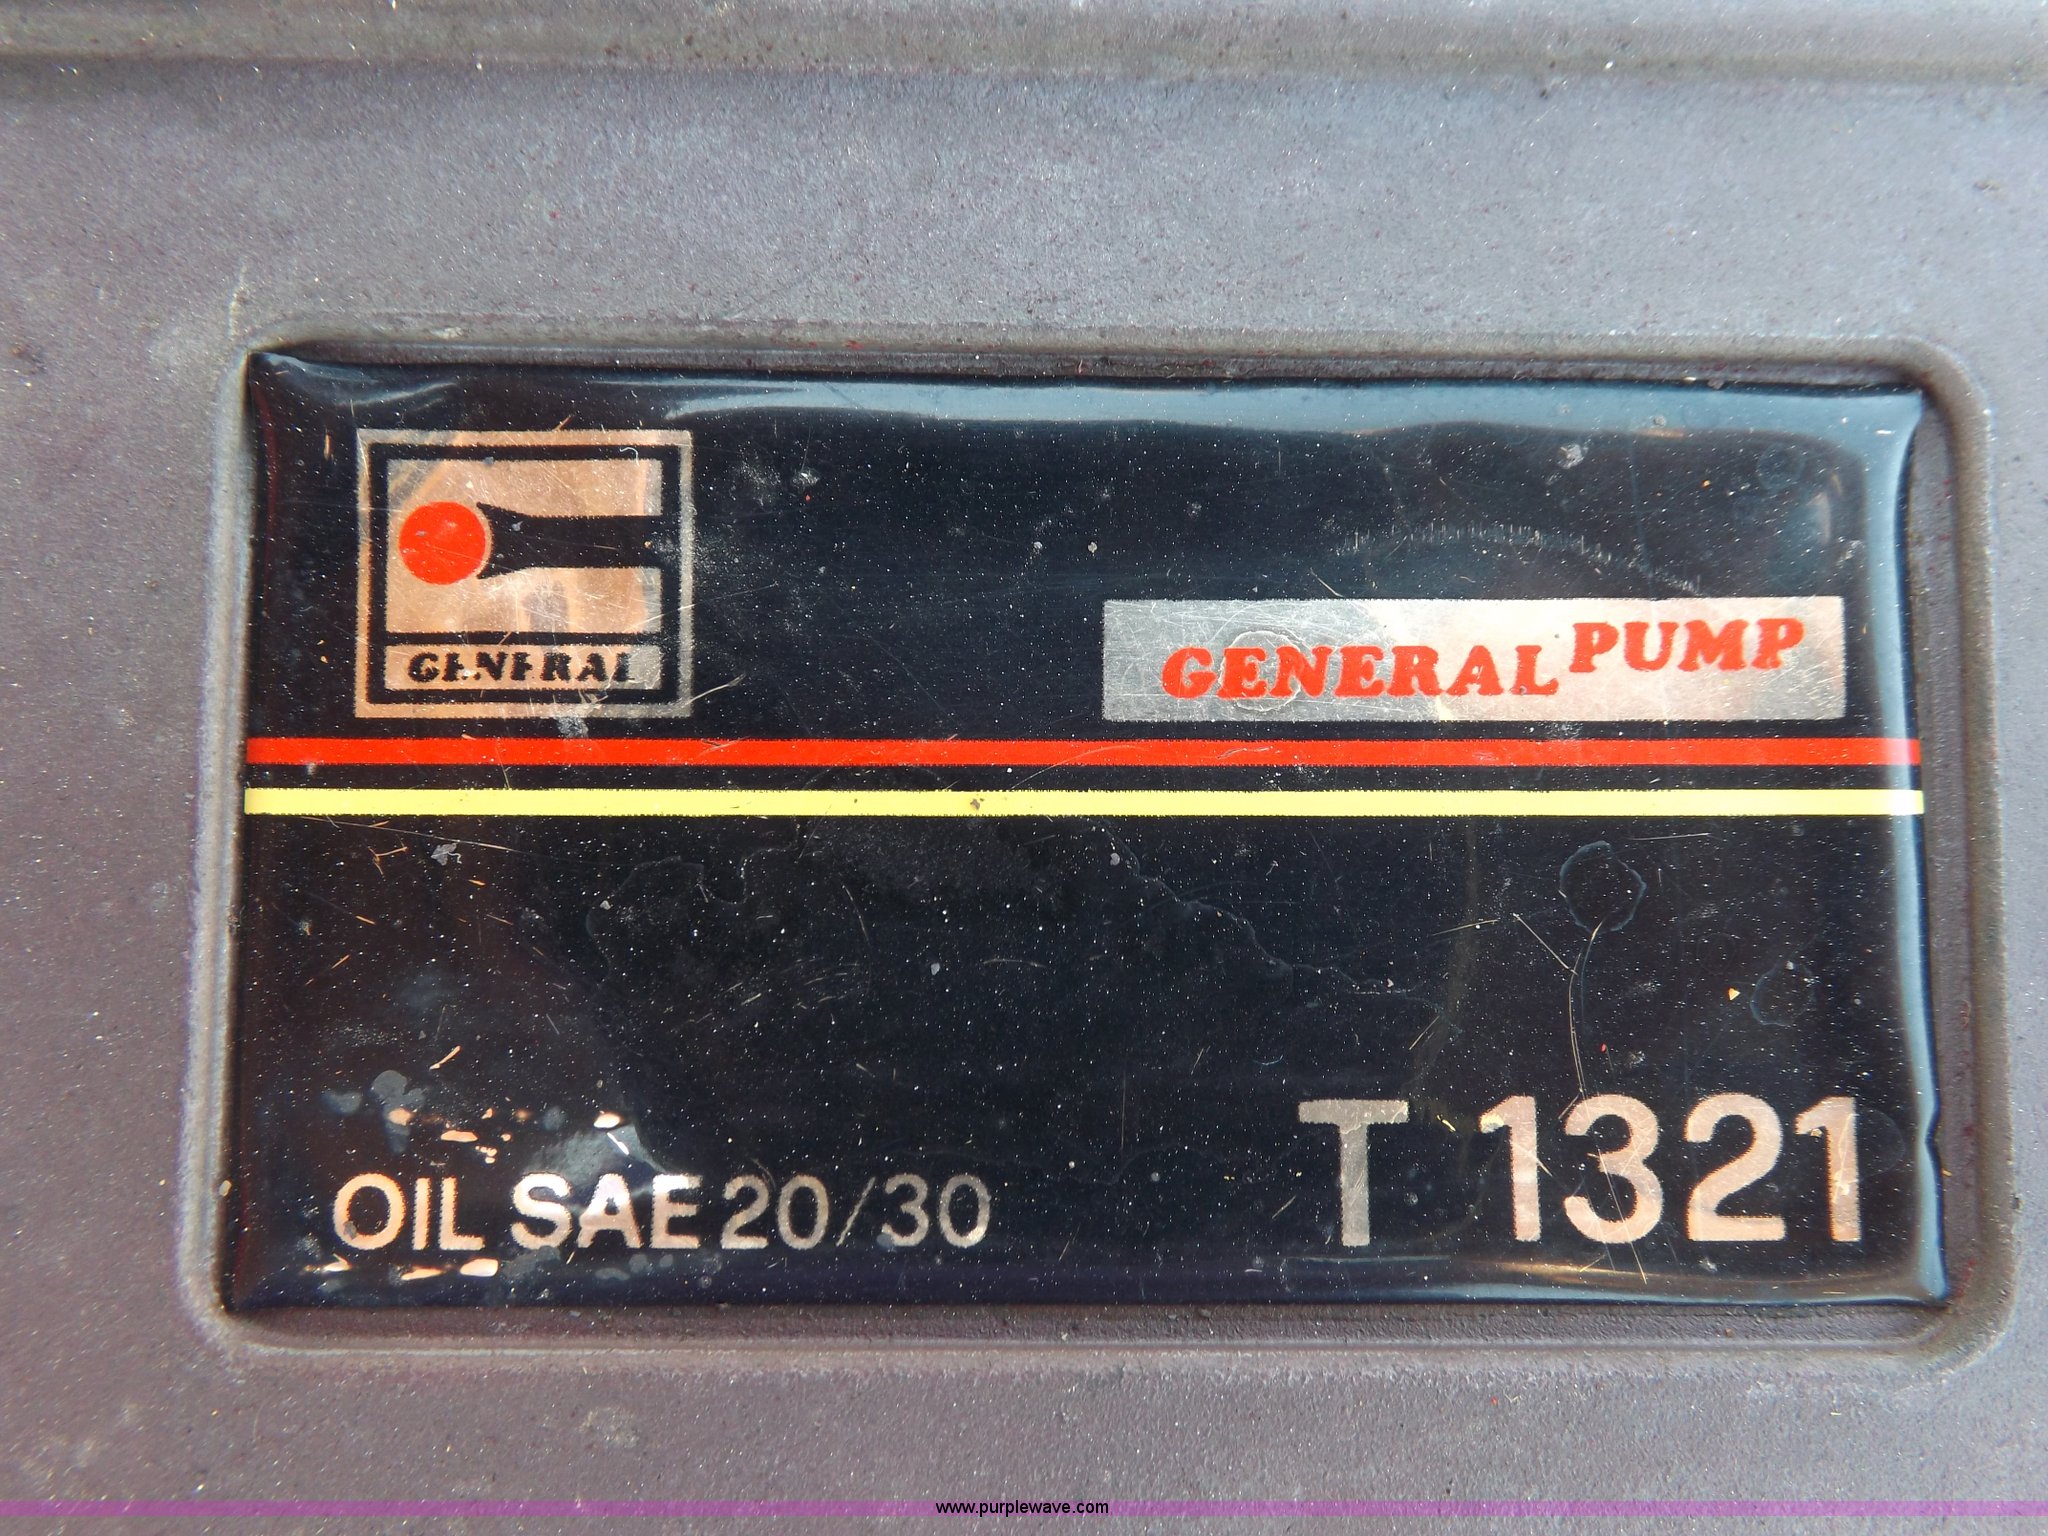 GENERAL
GENERAL PUMP
OIL SAE 20/30
T 1321
www.purplewave.com